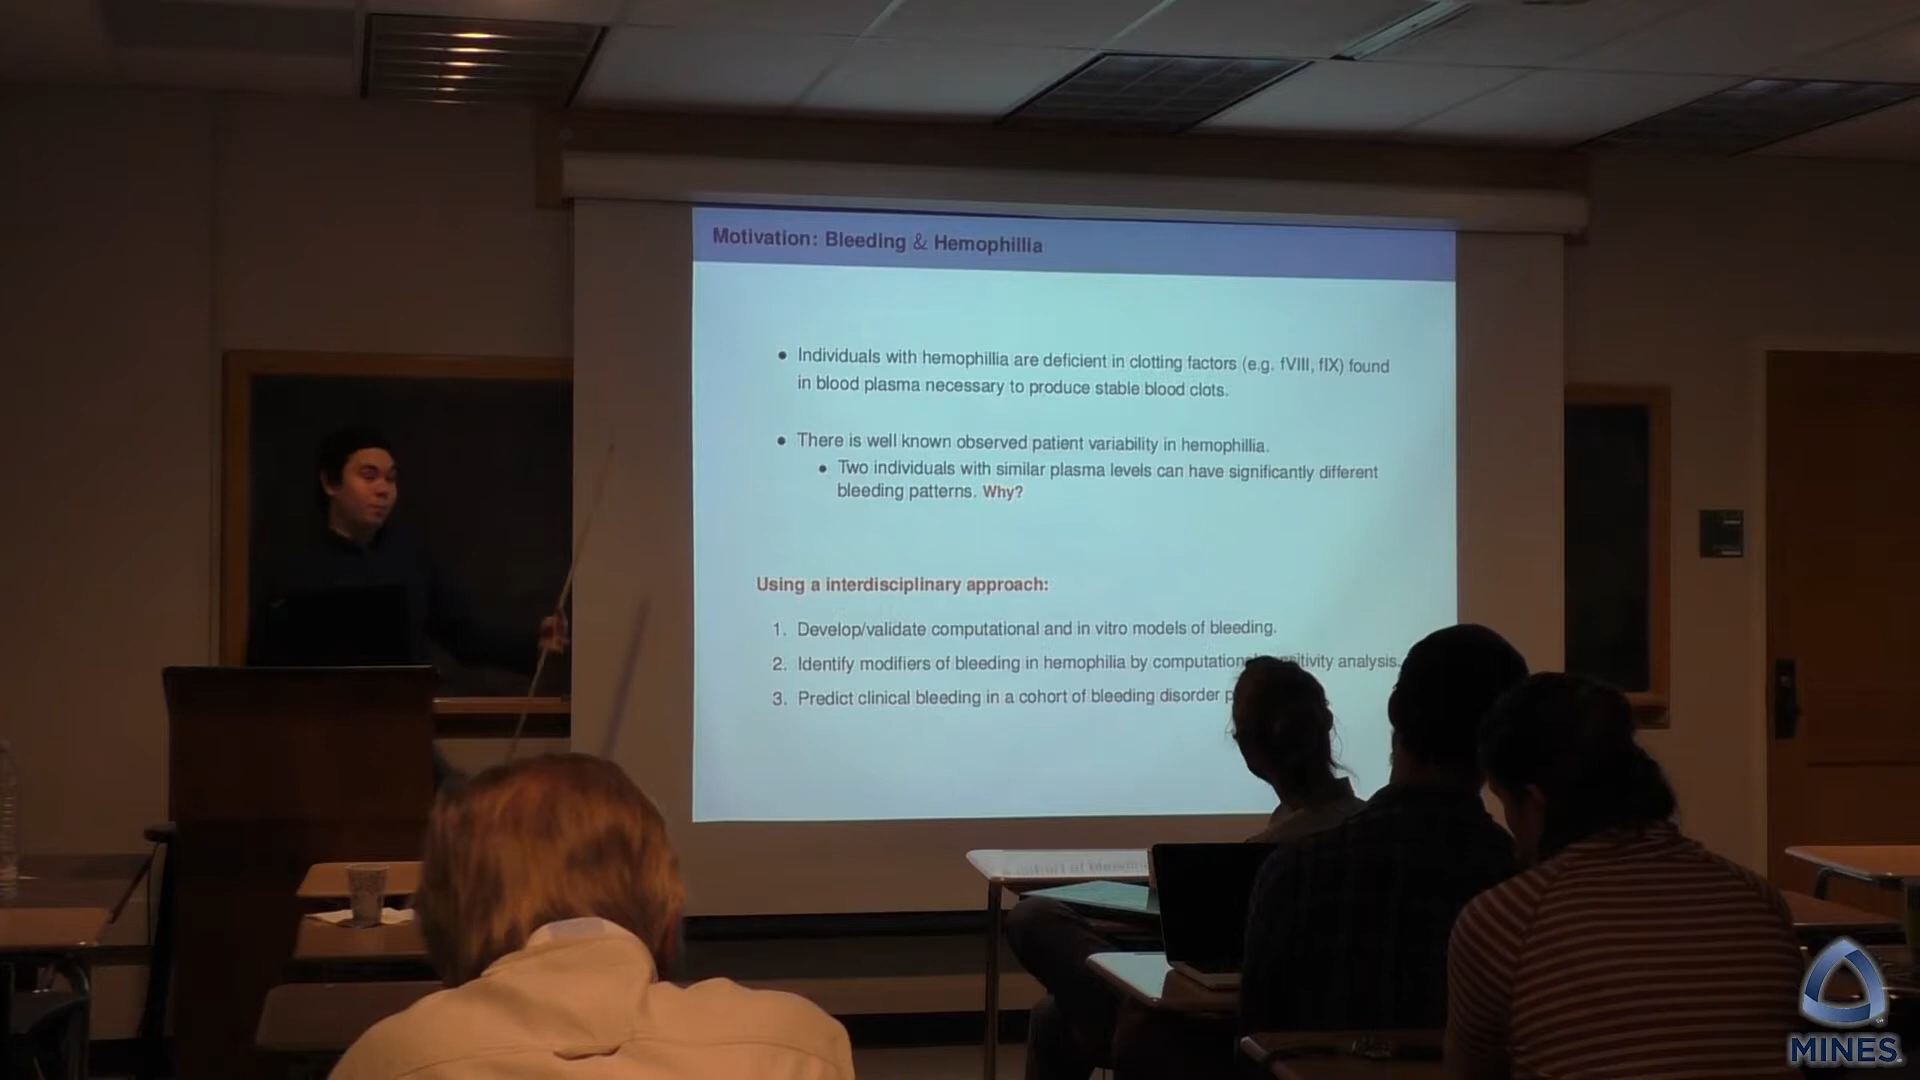 Motivation: Bleeding & Hemophillia
• Individuals with hemophillia are deficient in clotting factors (e.g. fVIII, fIX) found
in blood plasma necessary to produce stable blood clots.
• There is well known observed patient variability in hemophillia.
• Two individuals with similar plasma levels can have significantly different
bleeding patterns. Why?
Using a interdisciplinary approach:
1. Develop/validate computational and in vitro models of bleeding.
2. Identify modifiers of bleeding in hemophilia by analysis.
3. Predict clinical bleeding in a cohort of bleeding disorder
MINES